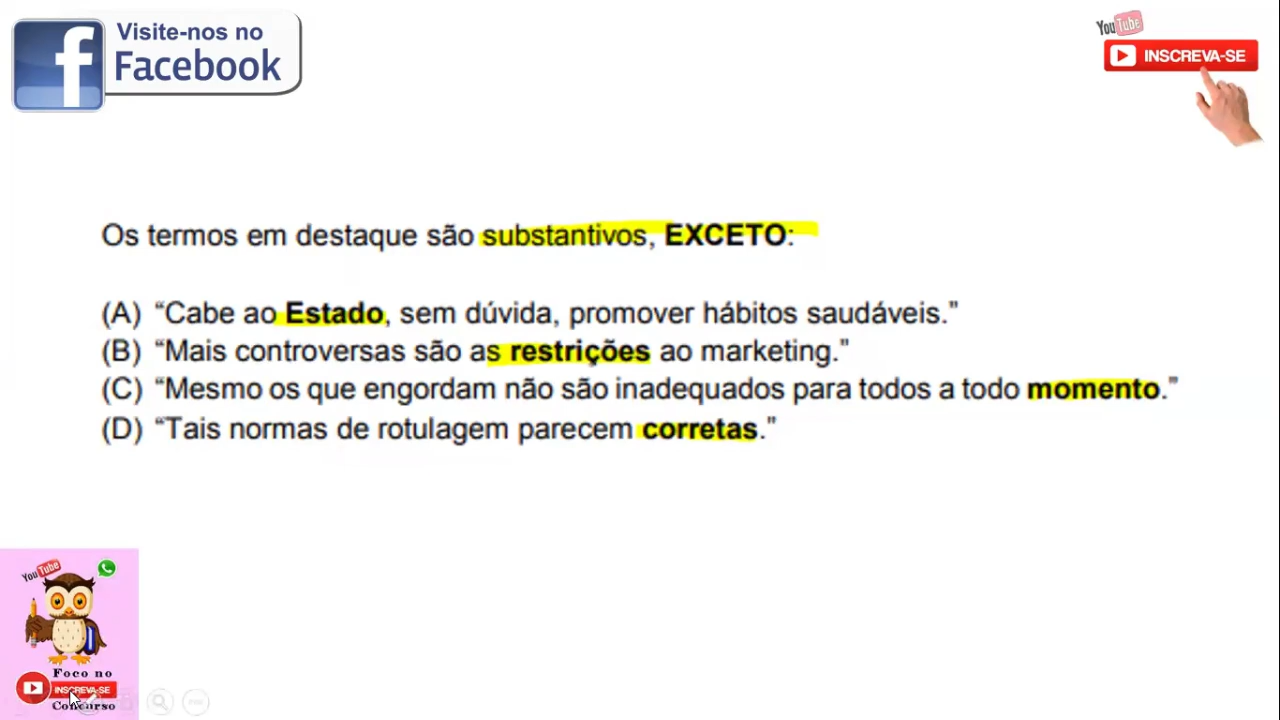 Visite-nos no
Facebook
YouTube
INSCREVA-SE
Os termos em destaque são substantivos, EXCETO:
(A) “Cabe ao Estado, sem dúvida, promover hábitos saudáveis.”
(B) “Mais controversas são as restrições ao marketing.”
(C) “Mesmo os que engordam não são inadequados para todos a todo momento.”
(D) “Tais normas de rotulagem parecem corretas.”
YouTube
Foco no
INSCREVA-SE
Concurso